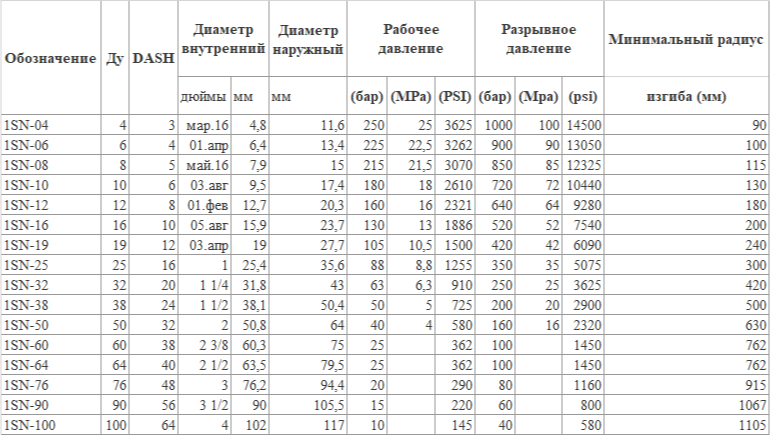 Обозначение Ду DASH Диаметр внутренний Диаметр наружный Рабочее давление Разрывное давление Минимальный радиус
дюймы мм мм (бар) (MPa) (PSI) (бар) (Mpa) (psi) изгиба (мм)
1SN-04 4 3 мар.16 4,8 11,6 250 25 3625 1000 100 14500 90
1SN-06 6 4 01.апр 6,4 13,4 225 22,5 3262 900 90 13050 100
1SN-08 8 5 май.16 7,9 15 215 21,5 3070 850 85 12325 115
1SN-10 10 6 03.авг 9,5 17,4 180 18 2610 720 72 10440 130
1SN-12 12 8 01.фев 12,7 20,3 160 16 2321 640 64 9280 180
1SN-16 16 10 05.авг 15,9 23,7 130 13 1886 520 52 7540 200
1SN-19 19 12 03.апр 19 27,7 105 10,5 1500 420 42 6090 240
1SN-25 25 16 1 25,4 35,6 88 8,8 1255 350 35 5075 300
1SN-32 32 20 1 1/4 31,8 43 63 6,3 910 250 25 3625 420
1SN-38 38 24 1 1/2 38,1 50,4 50 5 725 200 20 2900 500
1SN-50 50 32 2 50,8 64 40 4 580 160 16 2320 630
1SN-60 60 38 2 3/8 60,3 75 25 362 100 1450 762
1SN-64 64 40 2 1/2 63,5 79,5 25 362 100 1450 762
1SN-76 76 48 3 76,2 94,4 20 290 80 1160 915
1SN-90 90 56 3 1/2 90 105,5 15 220 60 800 1067
1SN-100 100 64 4 102 117 10 145 40 580 1105